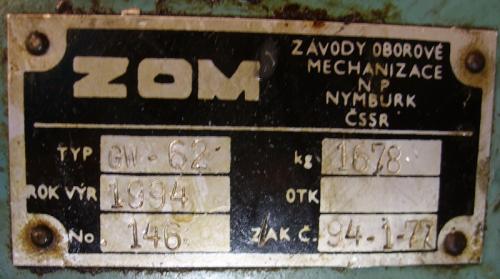 ZOM
ZÁVODY OBOROVÉ
MECHANIZACE
N P
NYMBURK
ČSSR
TYP GW-62 kg 1678
ROK VÝR 1994 OTK
No 146 ZAK Č. 94-1-77